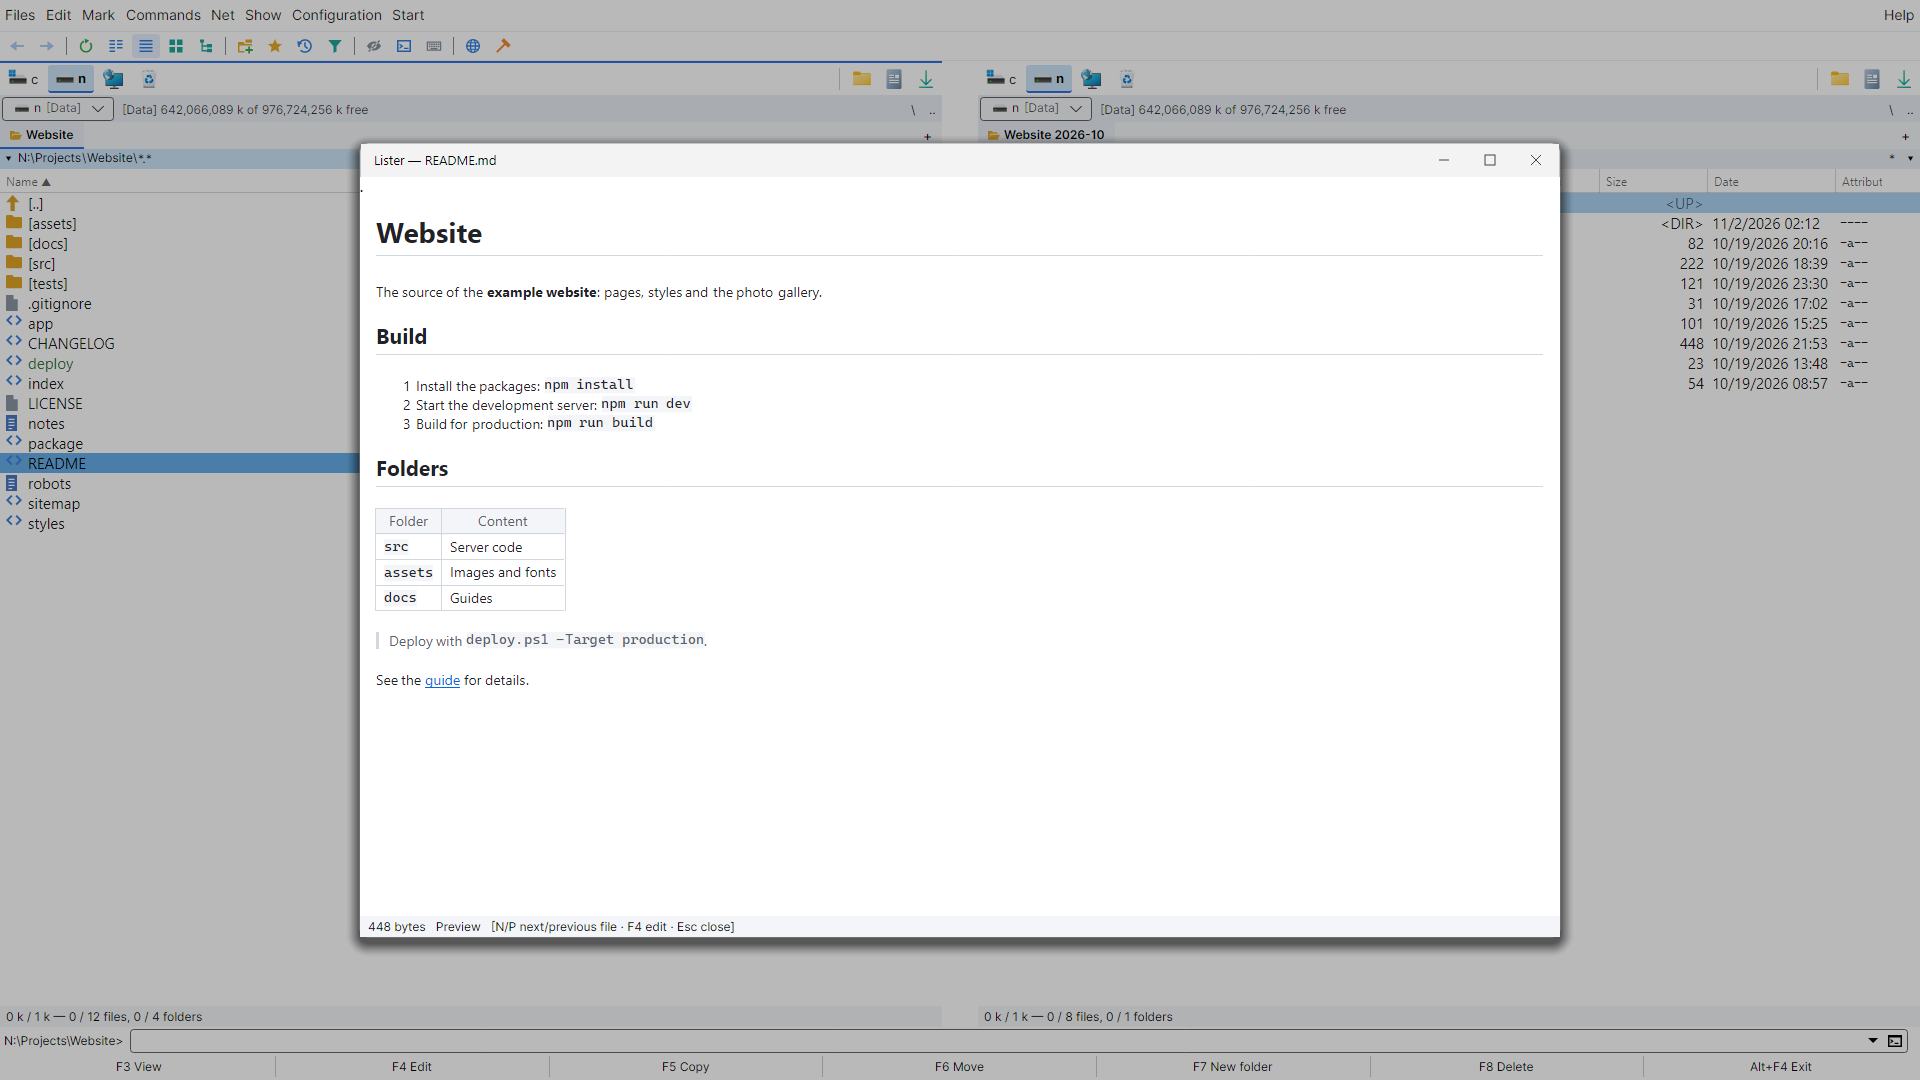 Files Edit Mark Commands Net Show Configuration Start Help
c n
c n
n [Data] [Data] 642,066,089 k of 976,724,256 k free \ ..
n [Data] [Data] 642,066,089 k of 976,724,256 k free \ ..
Website +
Website 2026-10 +
N:\Projects\Website\*.*
* 
Name
Size Date Attribut
[..]
[assets]
[docs]
[src]
[tests]
.gitignore
app
CHANGELOG
deploy
index
LICENSE
notes
package
README
robots
sitemap
styles
Lister — README.md
Website
The source of the example website: pages, styles and the photo gallery.
Build
1 Install the packages: npm install
2 Start the development server: npm run dev
3 Build for production: npm run build
Folders
Folder Content
src Server code
assets Images and fonts
docs Guides
Deploy with deploy.ps1 -Target production.
See the guide for details.
448 bytes Preview [N/P next/previous file · F4 edit · Esc close]
<UP>
<DIR> 11/2/2026 02:12 ----
82 10/19/2026 20:16 -a--
222 10/19/2026 18:39 -a--
121 10/19/2026 23:30 -a--
31 10/19/2026 17:02 -a--
101 10/19/2026 15:25 -a--
448 10/19/2026 21:53 -a--
23 10/19/2026 13:48 -a--
54 10/19/2026 08:57 -a--
0 k / 1 k — 0 / 12 files, 0 / 4 folders
0 k / 1 k — 0 / 8 files, 0 / 1 folders
N:\Projects\Website>
F3 View F4 Edit F5 Copy F6 Move F7 New folder F8 Delete Alt+F4 Exit